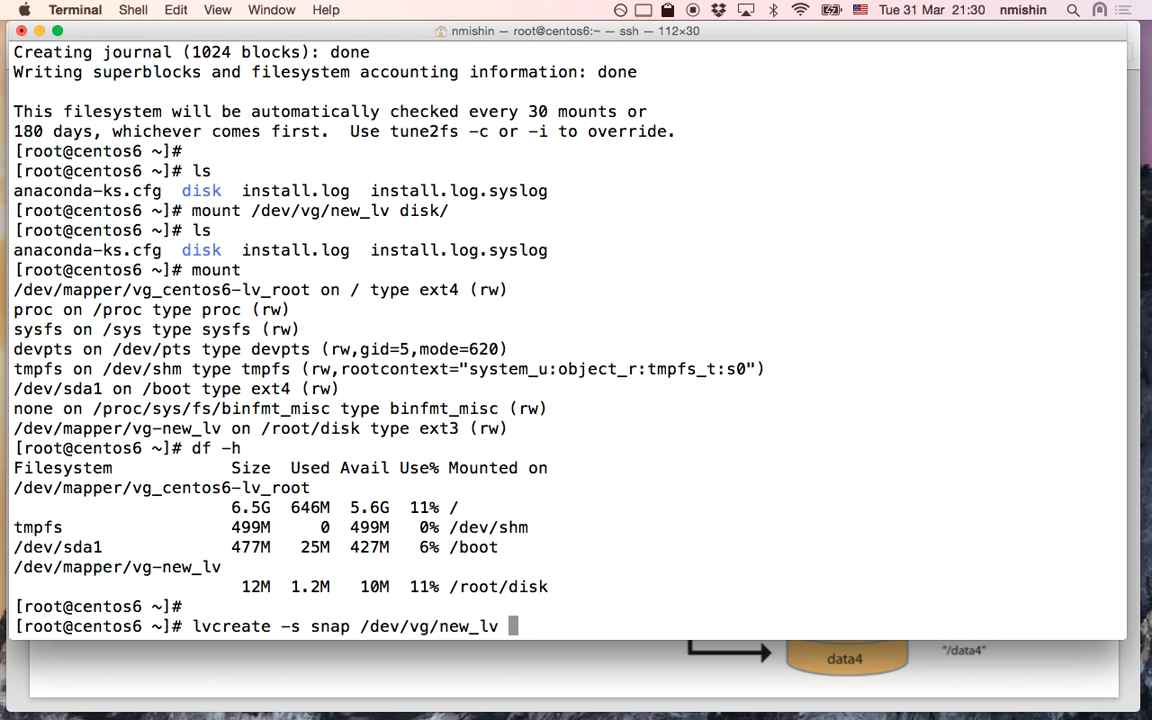 Terminal Shell Edit View Window Help Tue 31 Mar 21:30 nmishin
nmishin — root@centos6:~ — ssh — 112×30
Creating journal (1024 blocks): done
Writing superblocks and filesystem accounting information: done
This filesystem will be automatically checked every 30 mounts or
180 days, whichever comes first.  Use tune2fs -c or -i to override.
[root@centos6 ~]#
[root@centos6 ~]# ls
anaconda-ks.cfg  disk  install.log  install.log.syslog
[root@centos6 ~]# mount /dev/vg/new_lv disk/
[root@centos6 ~]# ls
anaconda-ks.cfg  disk  install.log  install.log.syslog
[root@centos6 ~]# mount
/dev/mapper/vg_centos6-lv_root on / type ext4 (rw)
proc on /proc type proc (rw)
sysfs on /sys type sysfs (rw)
devpts on /dev/pts type devpts (rw,gid=5,mode=620)
tmpfs on /dev/shm type tmpfs (rw,rootcontext="system_u:object_r:tmpfs_t:s0")
/dev/sda1 on /boot type ext4 (rw)
none on /proc/sys/fs/binfmt_misc type binfmt_misc (rw)
/dev/mapper/vg-new_lv on /root/disk type ext3 (rw)
[root@centos6 ~]# df -h
Filesystem            Size  Used Avail Use% Mounted on
/dev/mapper/vg_centos6-lv_root
                      6.5G  646M  5.6G  11% /
tmpfs                 499M     0  499M   0% /dev/shm
/dev/sda1             477M   25M  427M   6% /boot
/dev/mapper/vg-new_lv
                       12M  1.2M   10M  11% /root/disk
[root@centos6 ~]#
[root@centos6 ~]# lvcreate -s snap /dev/vg/new_lv
data4 "/data4"